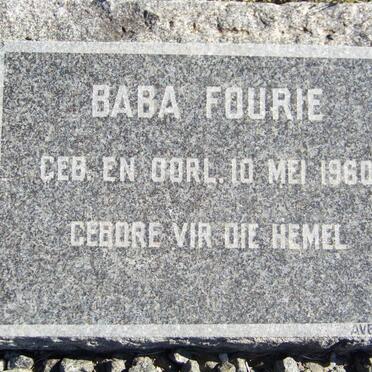 BABA FOURIE
GEB. EN OORL. 10 MEI 1960
GEBORE VIR DIE HEMEL